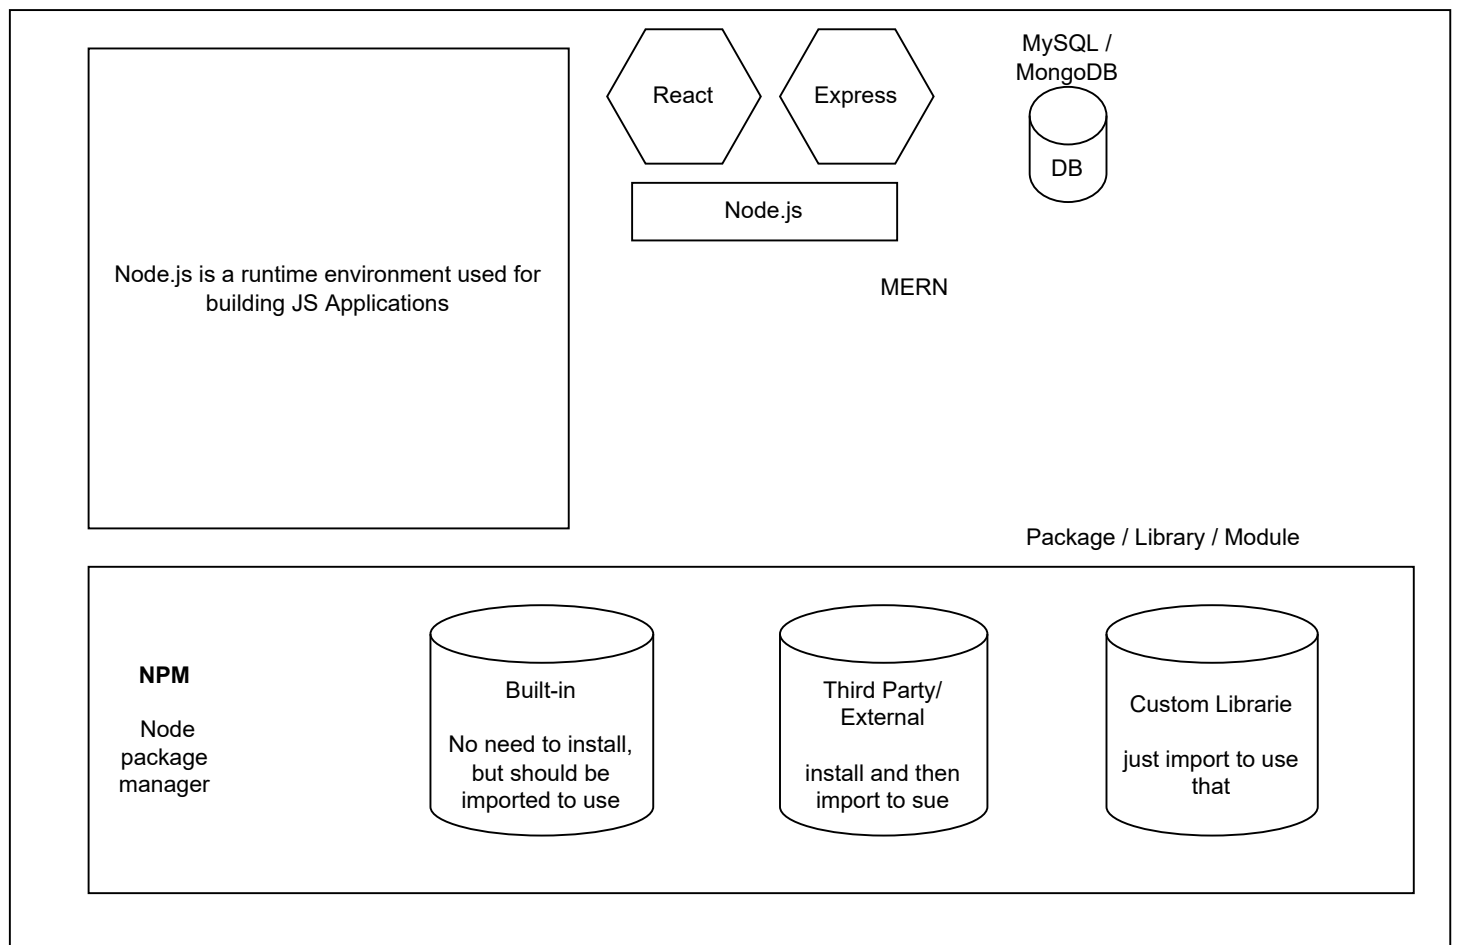 React
Express
MySQL /
MongoDB
DB
Node.js
Node.js is a runtime environment used for
building JS Applications
MERN
Package / Library / Module
NPM
Node
package
manager
Built-in
No need to install,
but should be
imported to use
Third Party/
External
install and then
import to sue
Custom Librarie
just import to use
that